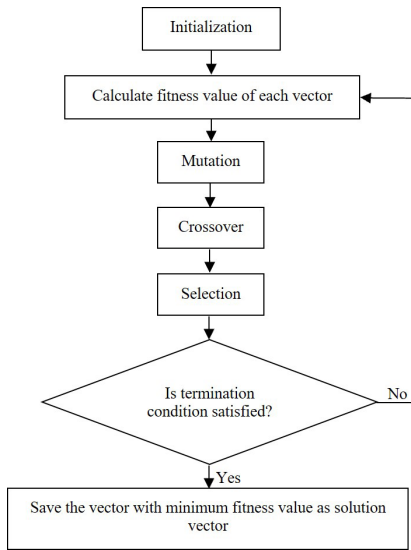 Initialization
Calculate fitness value of each vector
Mutation
Crossover
Selection
Is termination
condition satisfied?
No
Yes
Save the vector with minimum fitness value as solution
vector